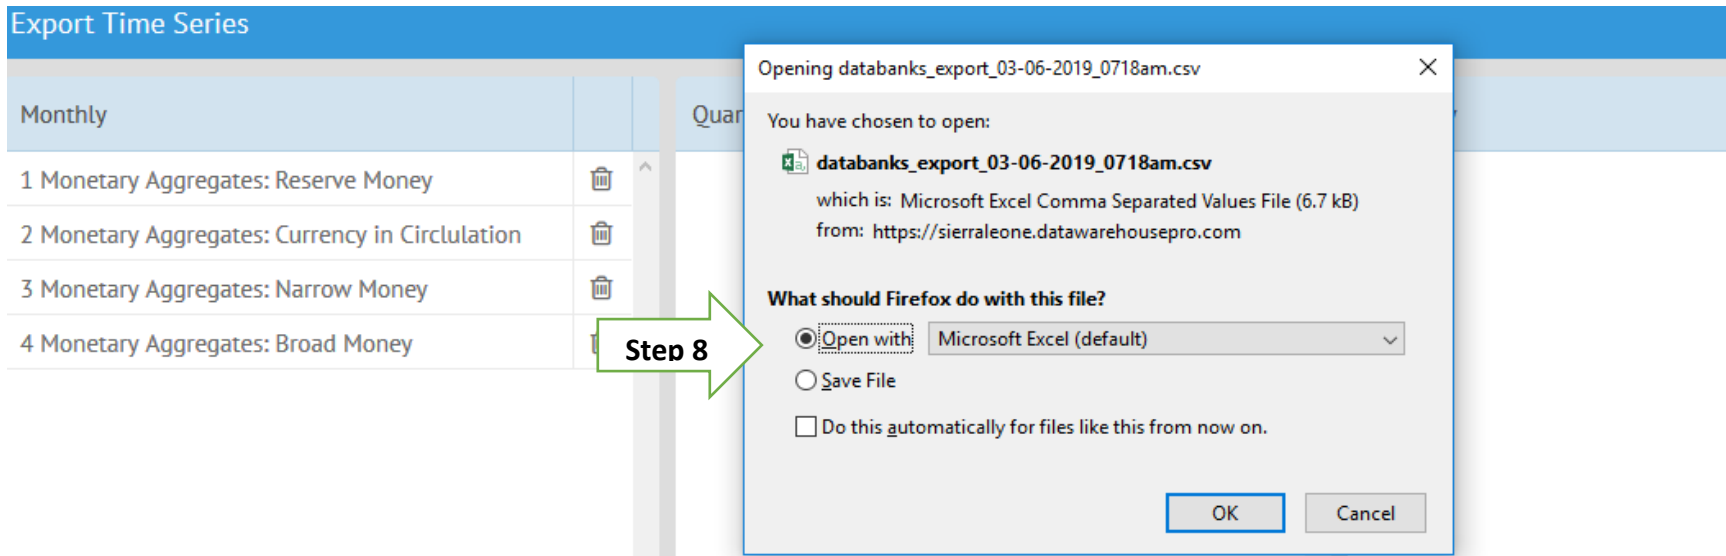 Export Time Series
Monthly
1 Monetary Aggregates: Reserve Money
2 Monetary Aggregates: Currency in Circlulation
3 Monetary Aggregates: Narrow Money
4 Monetary Aggregates: Broad Money
Step 8
Quar
Opening databanks_export_03-06-2019_0718am.csv
You have chosen to open:
databanks_export_03-06-2019_0718am.csv
which is: Microsoft Excel Comma Separated Values File (6.7 kB)
from: https://sierraleone.datawarehousepro.com
What should Firefox do with this file?
Open with Microsoft Excel (default)
Save File
Do this automatically for files like this from now on.
OK Cancel